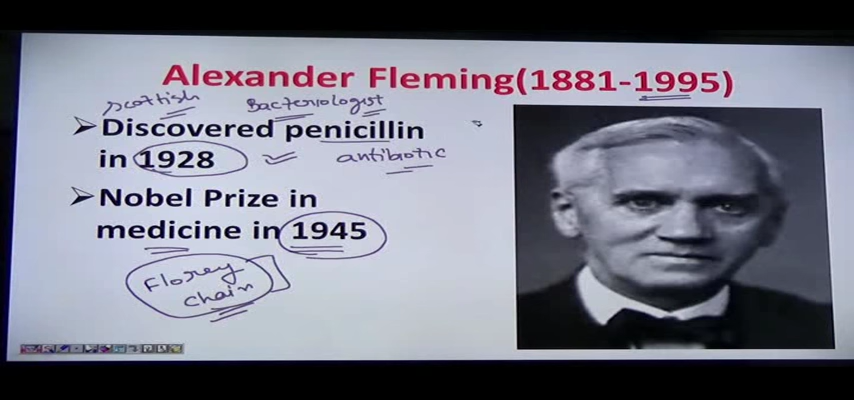 Alexander Fleming(1881-1995)
Scottish Bacteriologist
➤Discovered penicillin
in 1928 antibiotic
➤Nobel Prize in
medicine in 1945
Florey
chain